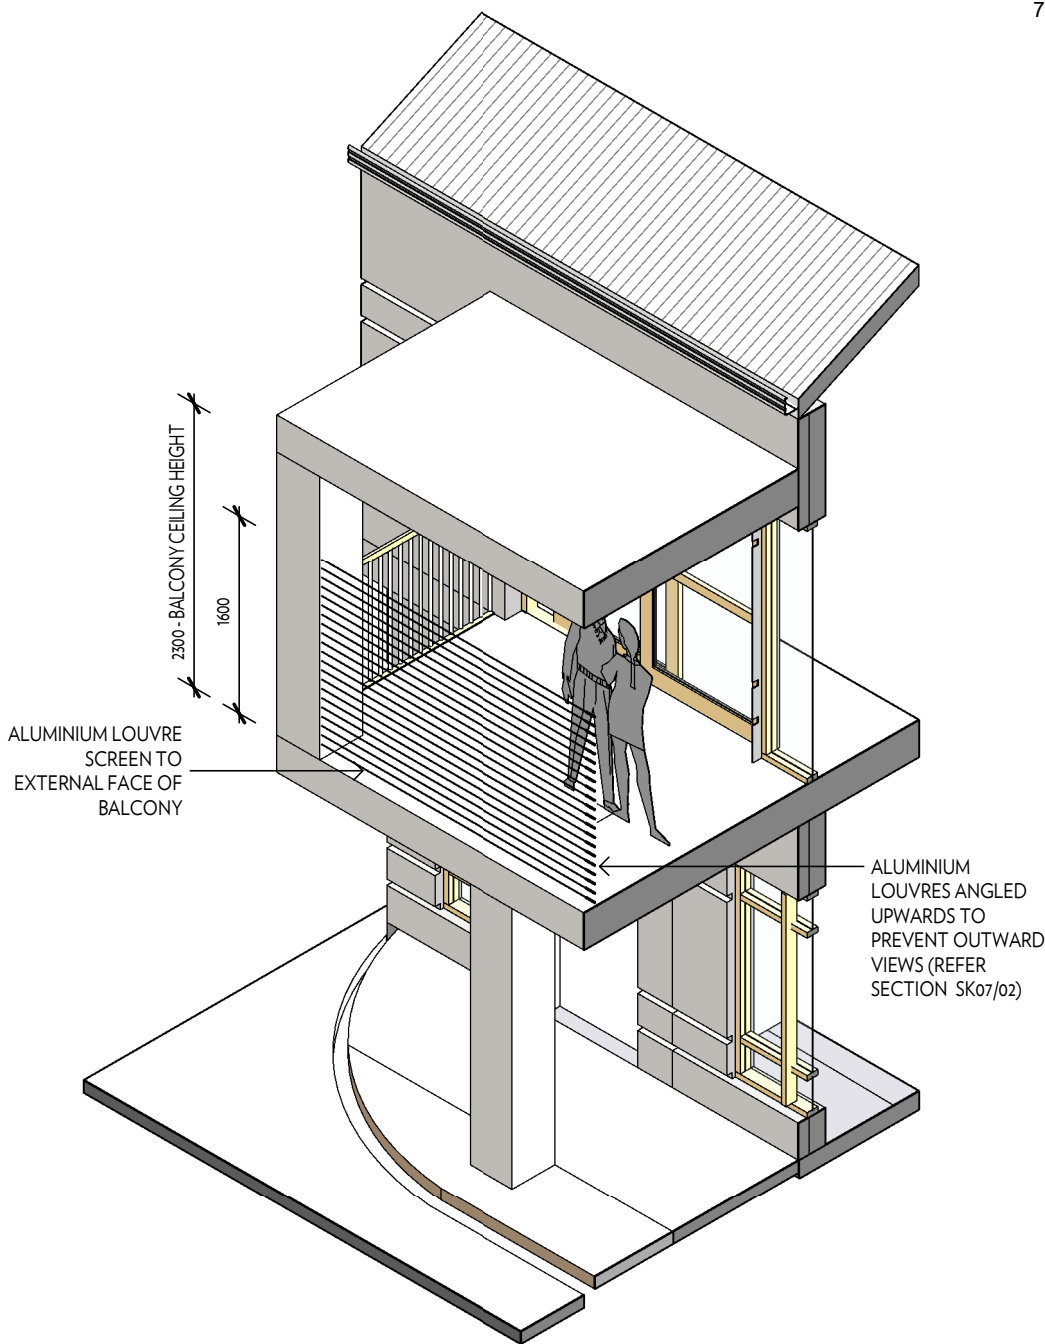 7
2300 - BALCONY CEILING HEIGHT
1600
ALUMINIUM LOUVRE
SCREEN TO
EXTERNAL FACE OF
BALCONY
ALUMINIUM
LOUVRES ANGLED
UPWARDS TO
PREVENT OUTWARD
VIEWS (REFER
SECTION SK07/02)